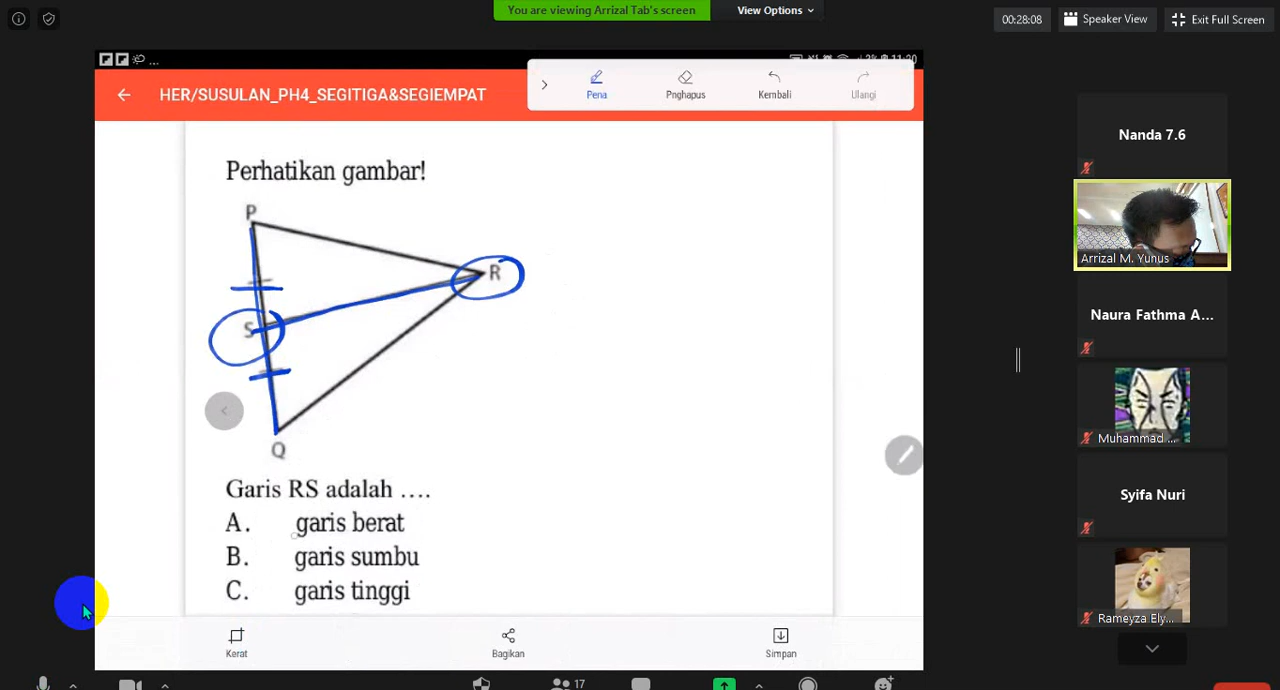 You are viewing Arrizal Tab's screen
View Options
00:28:08
Speaker View
Exit Full Screen
HER/SUSULAN_PH4_SEGITIGA&SEGIEMPAT
Pena
Pnghapus
Kembali
Ulangi
Perhatikan gambar!
P
R
S
Q
Garis RS adalah ....
A. garis berat
B. garis sumbu
C. garis tinggi
Kerat
Bagikan
Simpan
Nanda 7.6
Arrizal M. Yunus
Naura Fathma A...
Muhammad ...
Syifa Nuri
Rameyza Ely...
17